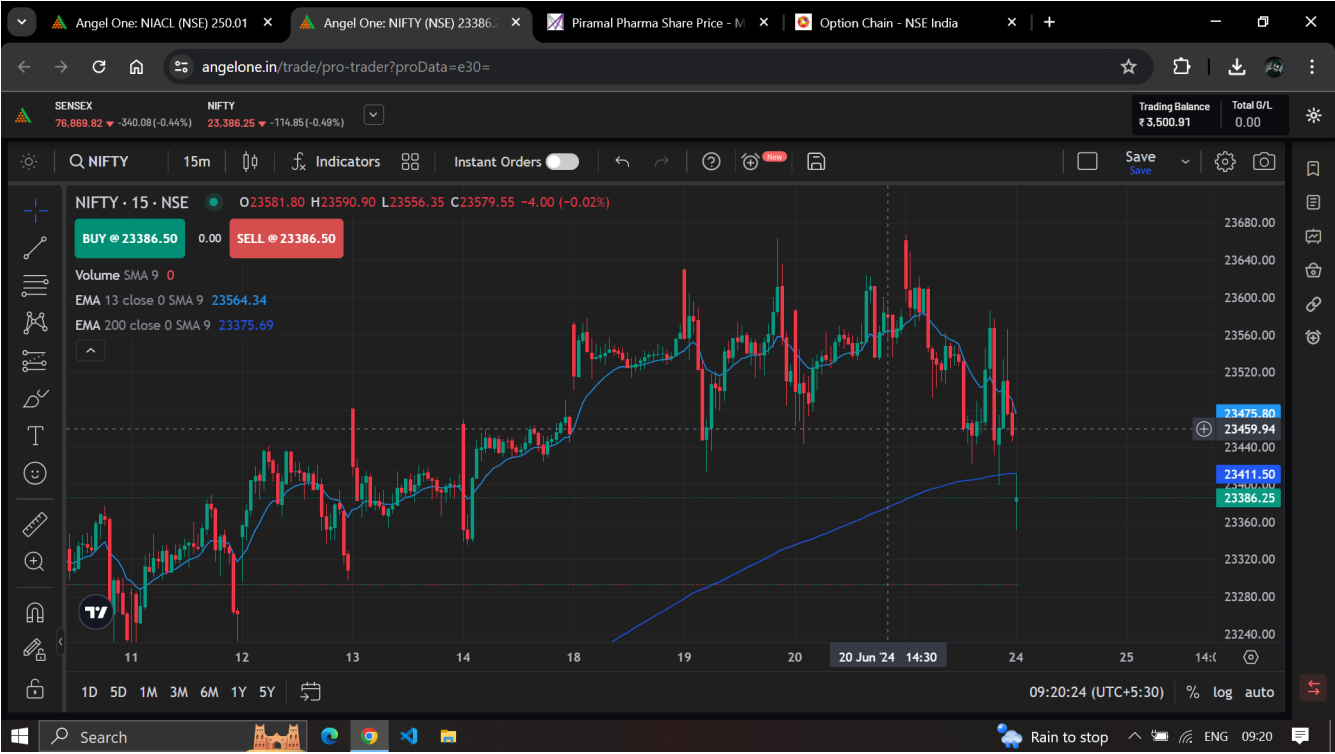 Angel One: NIACL (NSE) 250.01
Angel One: NIFTY (NSE) 23386.2
Piramal Pharma Share Price - M
Option Chain - NSE India
angelone.in/trade/pro-trader?proData=e30=
SENSEX
76,869.82 ▼ -340.08 (-0.44%)
NIFTY
23,386.25 ▼ -114.85 (-0.49%)
Trading Balance
₹ 3,500.91
Total G/L
0.00
NIFTY 15m Indicators Instant Orders New Save
Save
NIFTY · 15 · NSE O23581.80 H23590.90 L23556.35 C23579.55 −4.00 (−0.02%)
BUY @ 23386.50 0.00 SELL @ 23386.50
Volume SMA 9 0
EMA 13 close 0 SMA 9 23564.34
EMA 200 close 0 SMA 9 23375.69
23680.00
23640.00
23600.00
23560.00
23520.00
23475.80
23459.94
23440.00
23411.50
23400.00
23386.25
23360.00
23320.00
23280.00
23240.00
11 12 13 14 18 19 20 20 Jun '24 14:30 24 25
1D 5D 1M 3M 6M 1Y 5Y 09:20:24 (UTC+5:30) % log auto
Search Rain to stop ENG 09:20